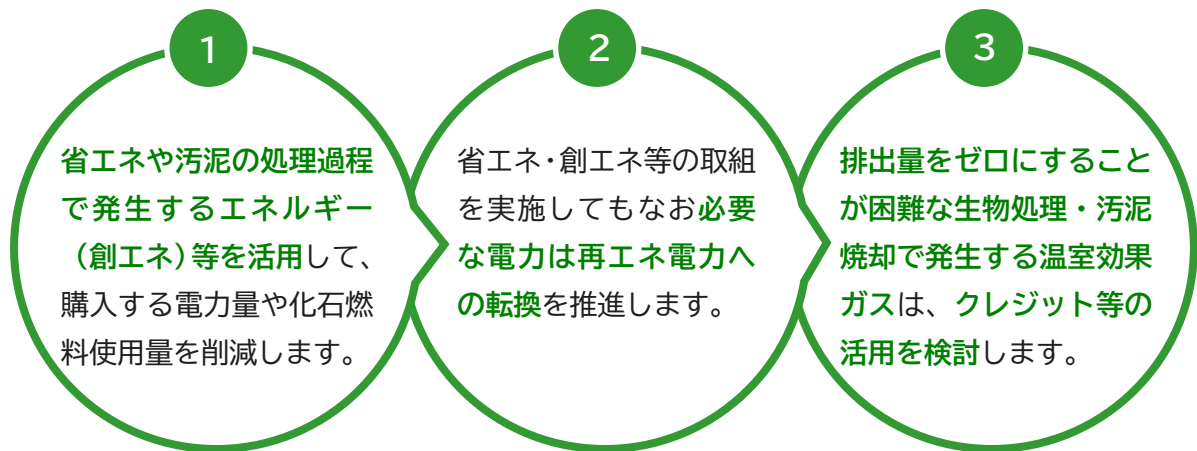 1
省エネや汚泥の処理過程
で発生するエネルギー
（創エネ）等を活用して、
購入する電力量や化石燃
料使用量を削減します。
2
省エネ・創エネ等の取組
を実施してもなお必要
な電力は再エネ電力へ
の転換を推進します。
3
排出量をゼロにすること
が困難な生物処理・汚泥
焼却で発生する温室効果
ガスは、クレジット等の
活用を検討します。